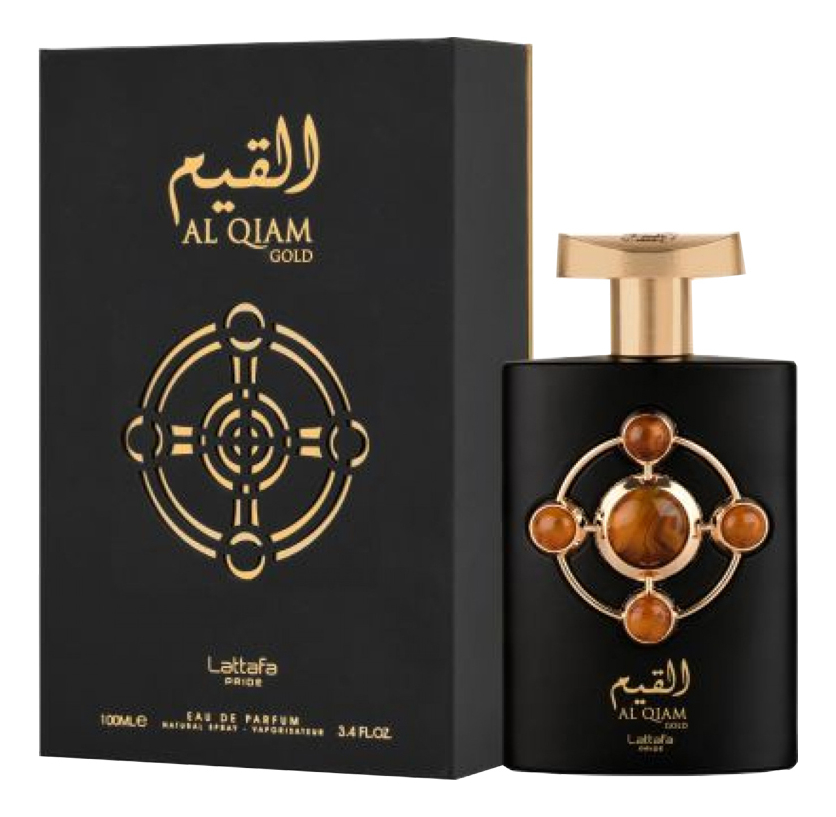 القيم
AL QIAM
GOLD
Lattafa
PRIDE
100ML℮
EAU DE PARFUM
NATURAL SPRAY - VAPORISATEUR
3.4 FL.OZ.
القيم
AL QIAM
GOLD
Lattafa
PRIDE